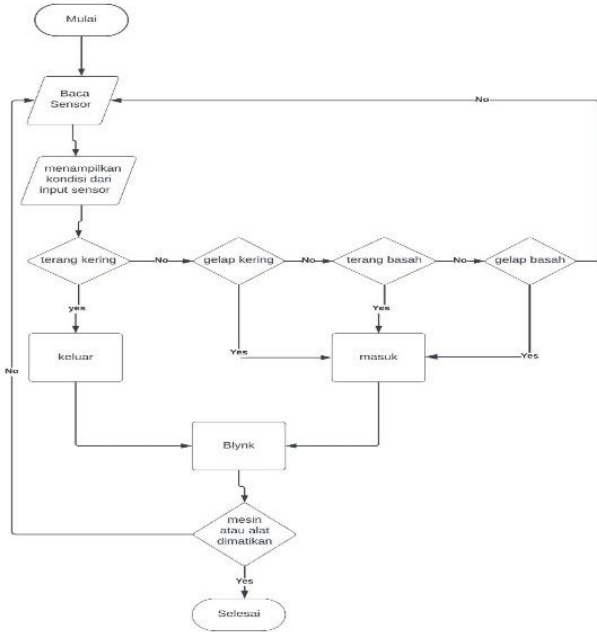 Mulai
Baca
Sensor
No
menampilkan
kondisi dari
input sensor
terang kering
No
gelap kering
No
terang basah
No
gelap basah
yes
Yes
Yes
Yes
keluar
masuk
No
Blynk
mesin
atau alat
dimatikan
Yes
Selesai